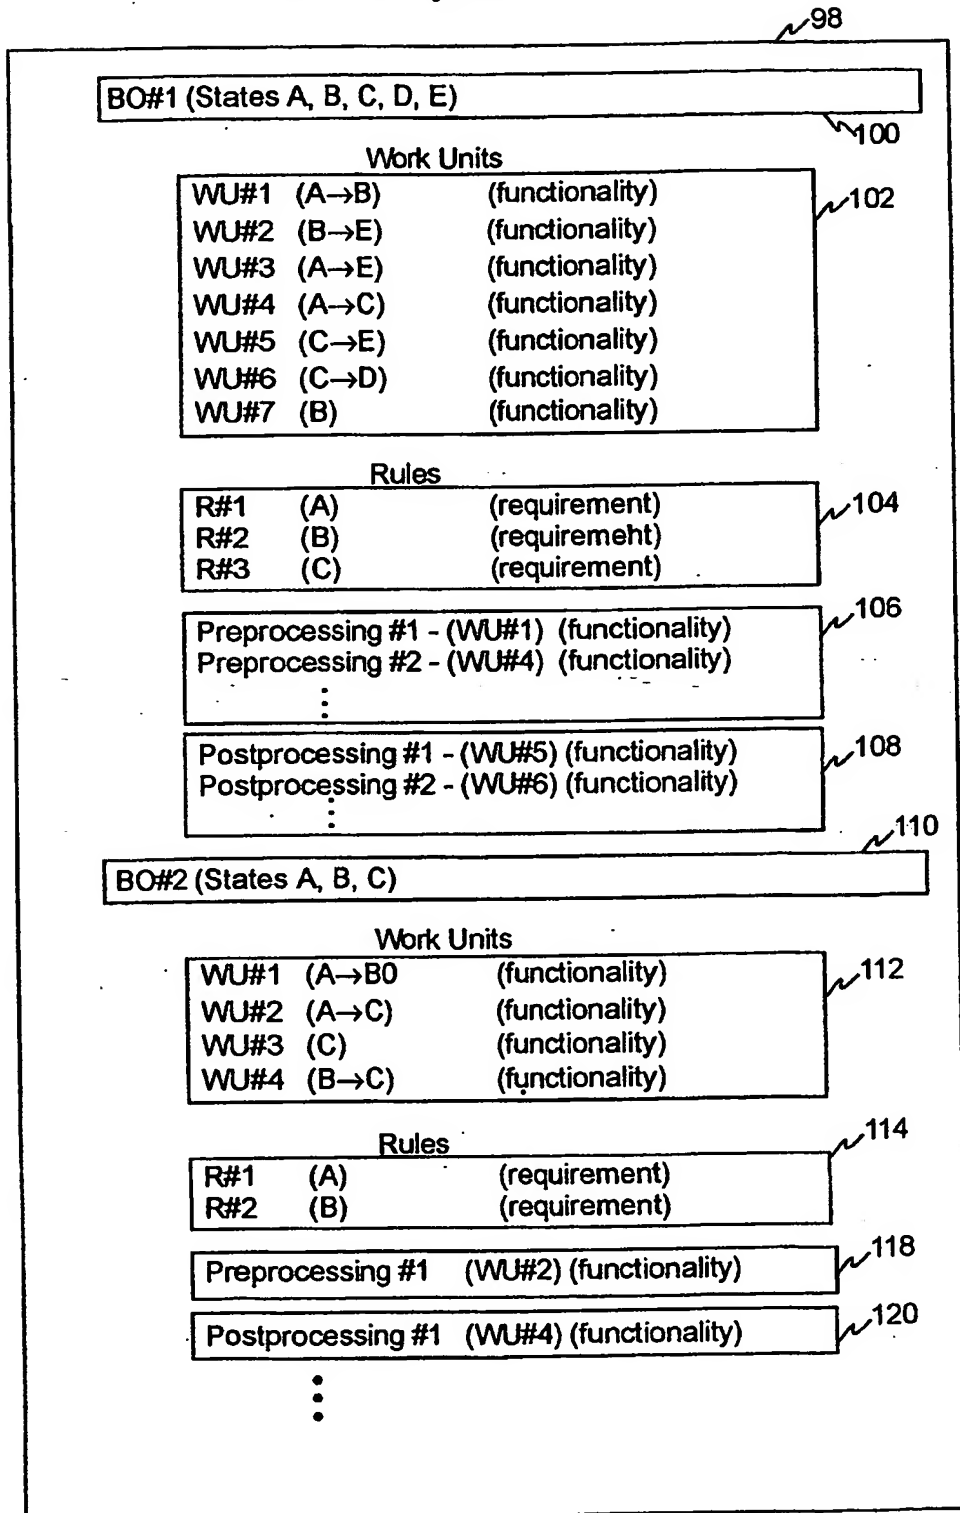 98
BO#1 (States A, B, C, D, E)
100
Work Units
WU#1 (A→B) (functionality) 102
WU#2 (B→E) (functionality)
WU#3 (A→E) (functionality)
WU#4 (A→C) (functionality)
WU#5 (C→E) (functionality)
WU#6 (C→D) (functionality)
WU#7 (B) (functionality)
Rules
R#1 (A) (requirement) 104
R#2 (B) (requiremeht)
R#3 (C) (requirement)
106
Preprocessing #1 - (WU#1) (functionality)
Preprocessing #2 - (WU#4) (functionality)
Postprocessing #1 - (WU#5) (functionality) 108
Postprocessing #2 - (WU#6) (functionality)
110
BO#2 (States A, B, C)
Work Units
WU#1 (A→B0 (functionality) 112
WU#2 (A→C) (functionality)
WU#3 (C) (functionality)
WU#4 (B→C) (functionality)
Rules 114
R#1 (A) (requirement)
R#2 (B) (requirement)
Preprocessing #1 (WU#2) (functionality) 118
Postprocessing #1 (WU#4) (functionality) 120